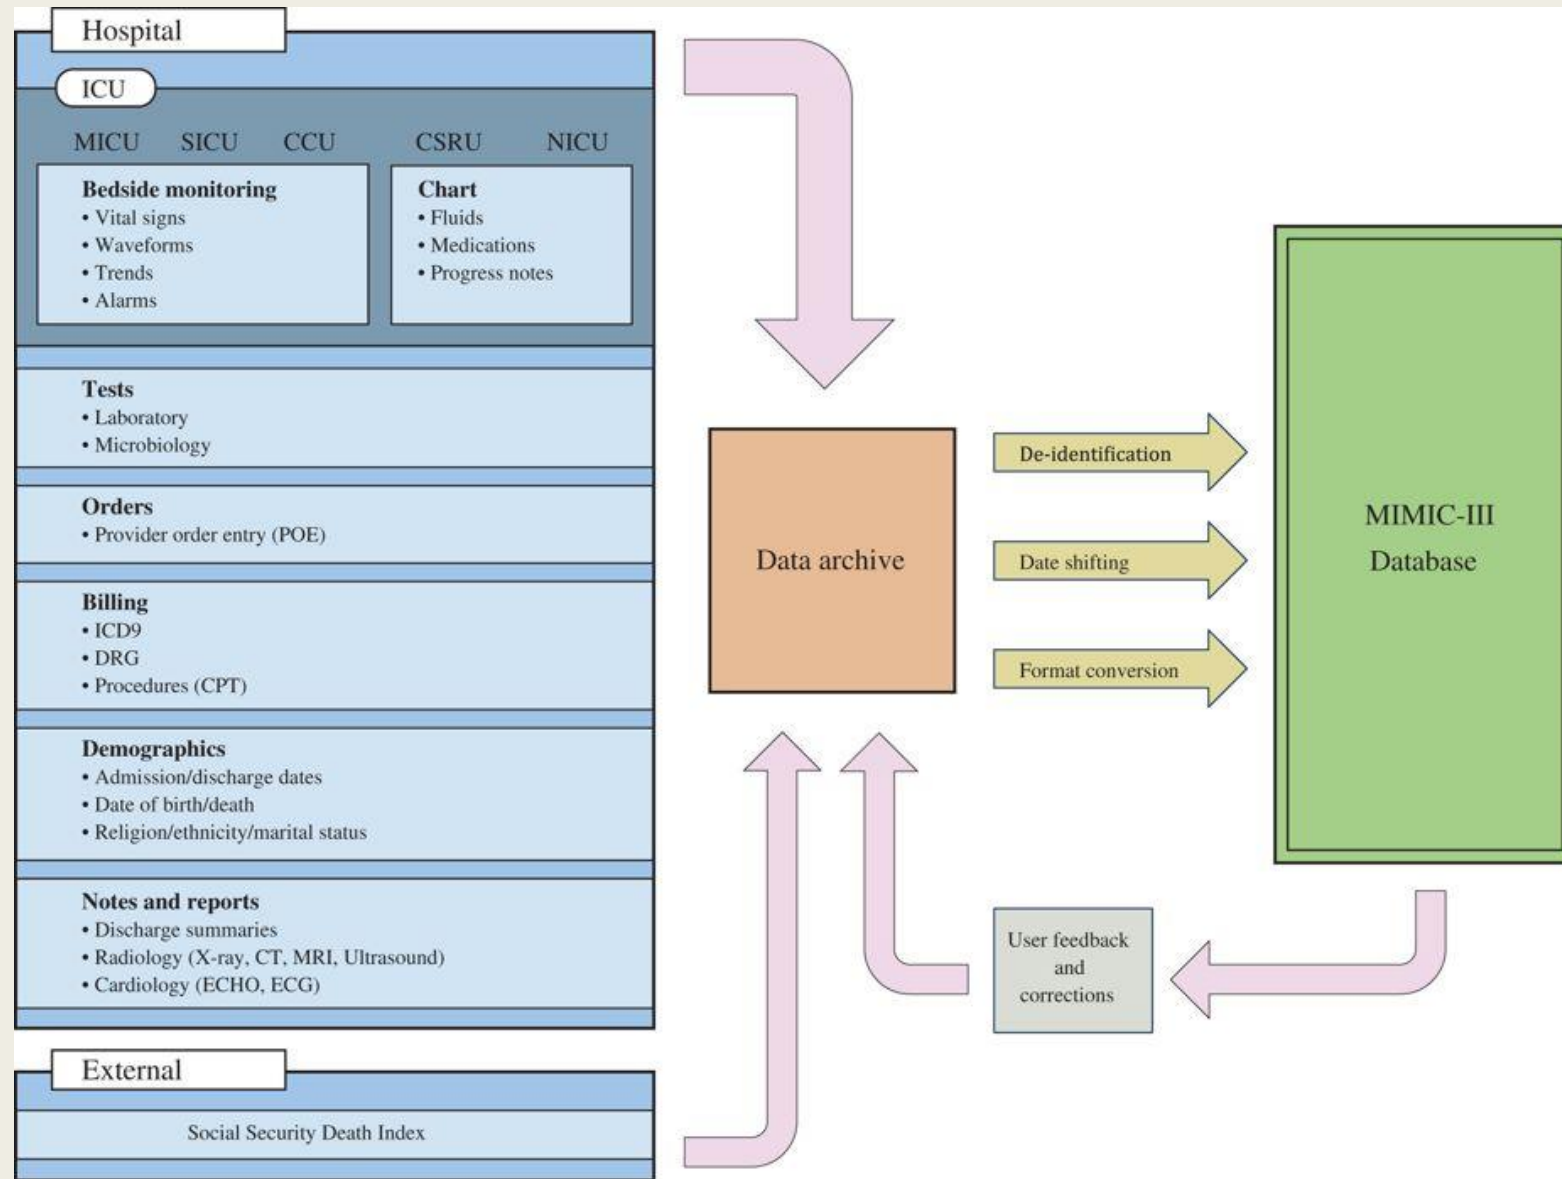 Hospital
ICU
MICU SICU CCU CSRU NICU
Bedside monitoring
• Vital signs
• Waveforms
• Trends
• Alarms
Chart
• Fluids
• Medications
• Progress notes
Tests
• Laboratory
• Microbiology
Orders
• Provider order entry (POE)
Billing
• ICD9
• DRG
• Procedures (CPT)
Demographics
• Admission/discharge dates
• Date of birth/death
• Religion/ethnicity/marital status
Notes and reports
• Discharge summaries
• Radiology (X-ray, CT, MRI, Ultrasound)
• Cardiology (ECHO, ECG)
External
Social Security Death Index
Data archive
De-identification
Date shifting
Format conversion
MIMIC-III
Database
User feedback
and
corrections